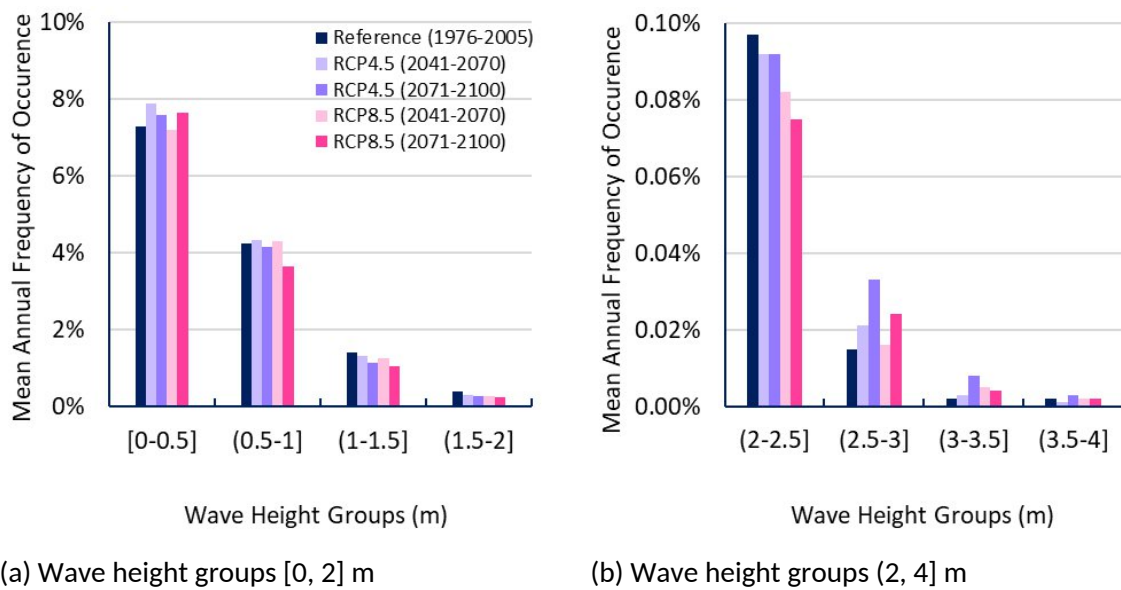 Mean Annual Frequency of Occurence
10%
8%
6%
4%
2%
0%
Reference (1976-2005)
RCP4.5 (2041-2070)
RCP4.5 (2071-2100)
RCP8.5 (2041-2070)
RCP8.5 (2071-2100)
[0-0.5] (0.5-1] (1-1.5] (1.5-2]
Wave Height Groups (m)
(a) Wave height groups [0, 2] m
Mean Annual Frequency of Occurence
0.10%
0.08%
0.06%
0.04%
0.02%
0.00%
(2-2.5] (2.5-3] (3-3.5] (3.5-4]
Wave Height Groups (m)
(b) Wave height groups (2, 4] m